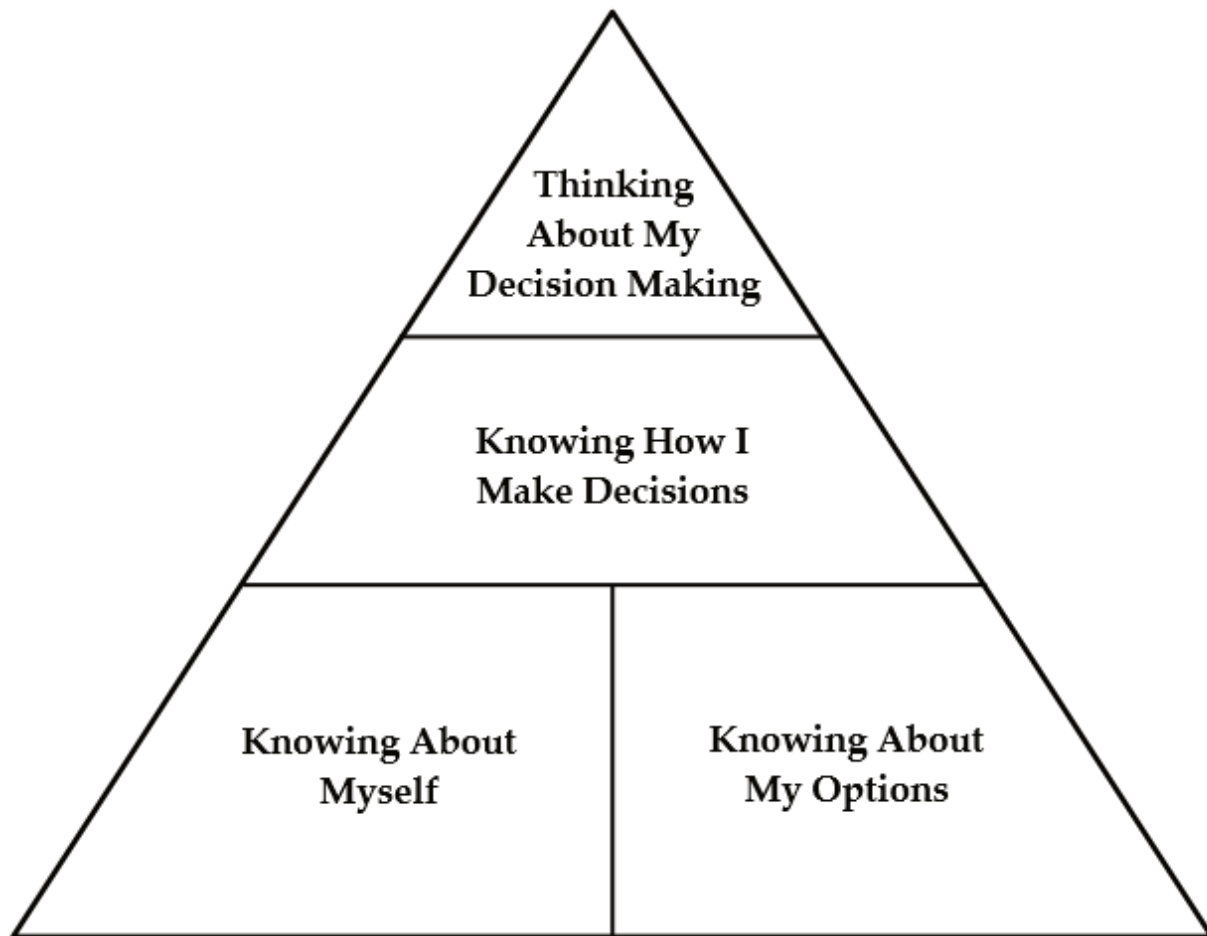 Thinking
About My
Decision Making
Knowing How I
Make Decisions
Knowing About
Myself
Knowing About
My Options